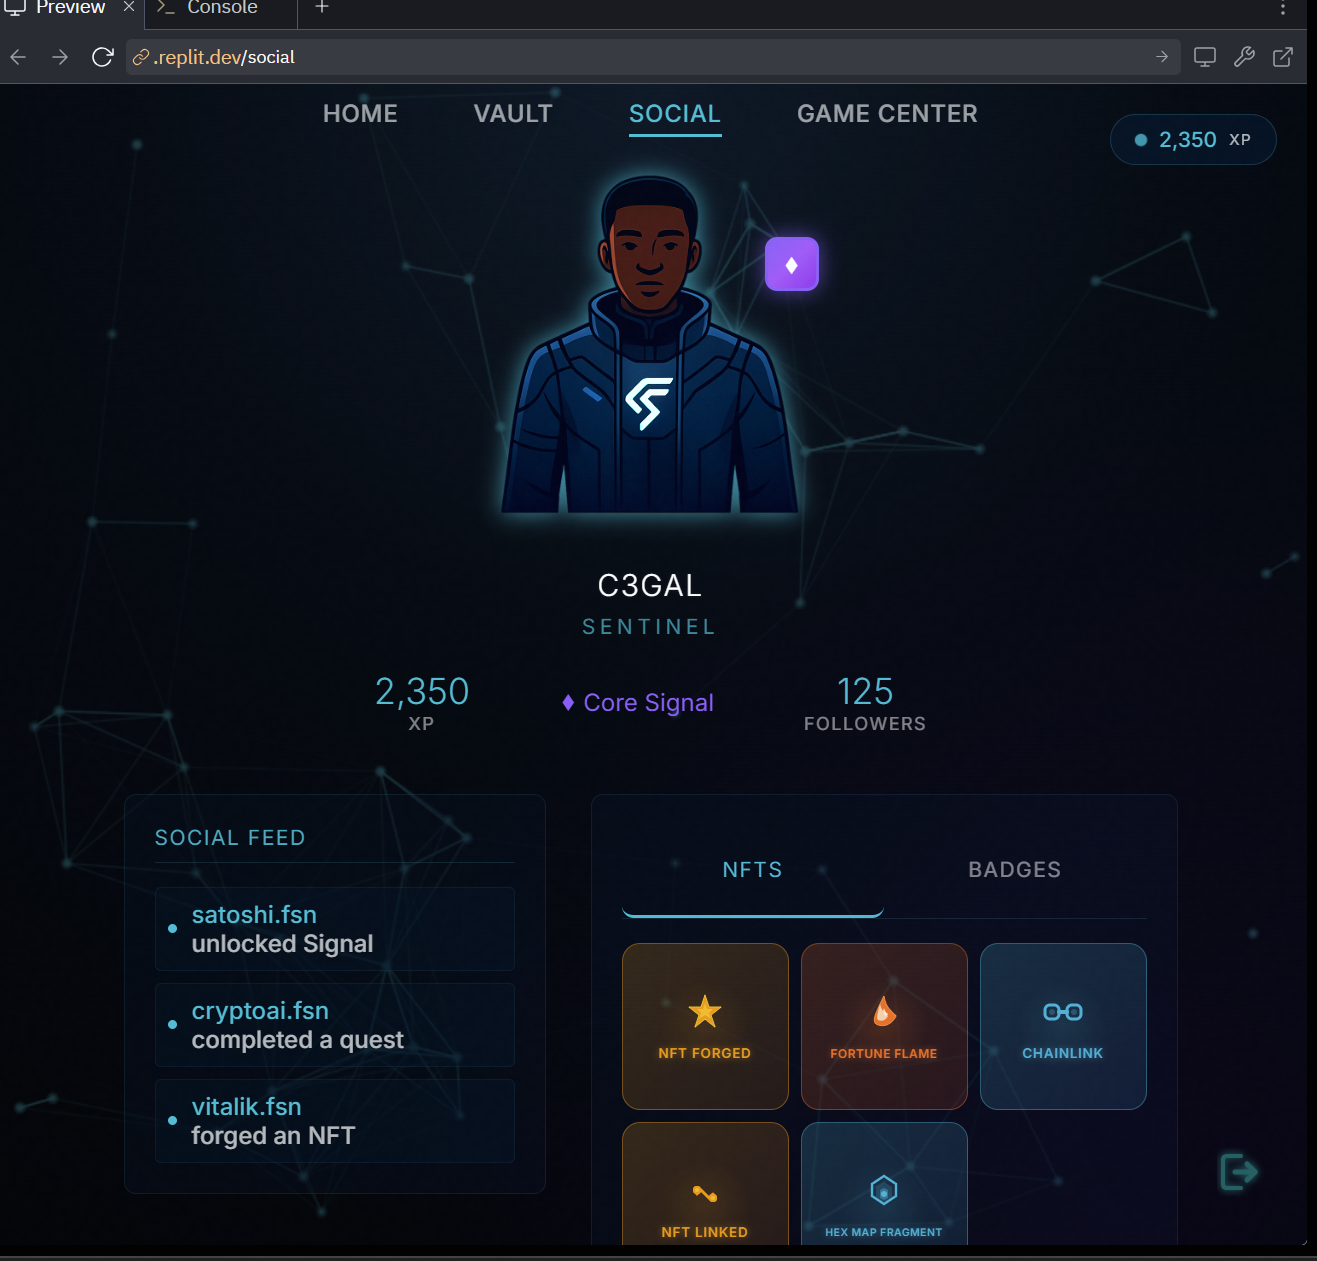 Preview
Console
.replit.dev/social
HOME
VAULT
SOCIAL
GAME CENTER
2,350 XP
C3GAL
SENTINEL
2,350
XP
Core Signal
125
FOLLOWERS
SOCIAL FEED
satoshi.fsn
unlocked Signal
cryptoai.fsn
completed a quest
vitalik.fsn
forged an NFT
NFTS
BADGES
NFT FORGED
FORTUNE FLAME
CHAINLINK
NFT LINKED
HEX MAP FRAGMENT